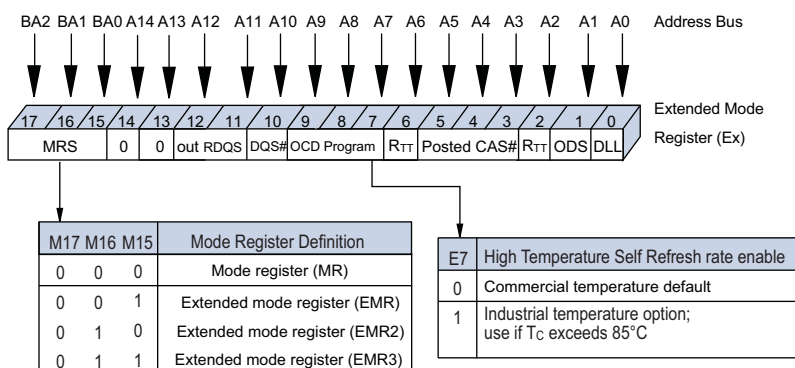 BA2 BA1 BA0 A14 A13 A12 A11 A10 A9 A8 A7 A6 A5 A4 A3 A2 A1 A0 Address Bus
17 16 15 14 13 12 11 10 9 8 7 6 5 4 3 2 1 0 Extended Mode
Register (Ex)
MRS 0 0 out RDQS DQS# OCD Program RTT Posted CAS# RTT ODS DLL
M17 M16 M15 Mode Register Definition
0 0 0 Mode register (MR)
0 0 1 Extended mode register (EMR)
0 1 0 Extended mode register (EMR2)
0 1 1 Extended mode register (EMR3)
E7 High Temperature Self Refresh rate enable
0 Commercial temperature default
1 Industrial temperature option;
use if TC exceeds 85°C